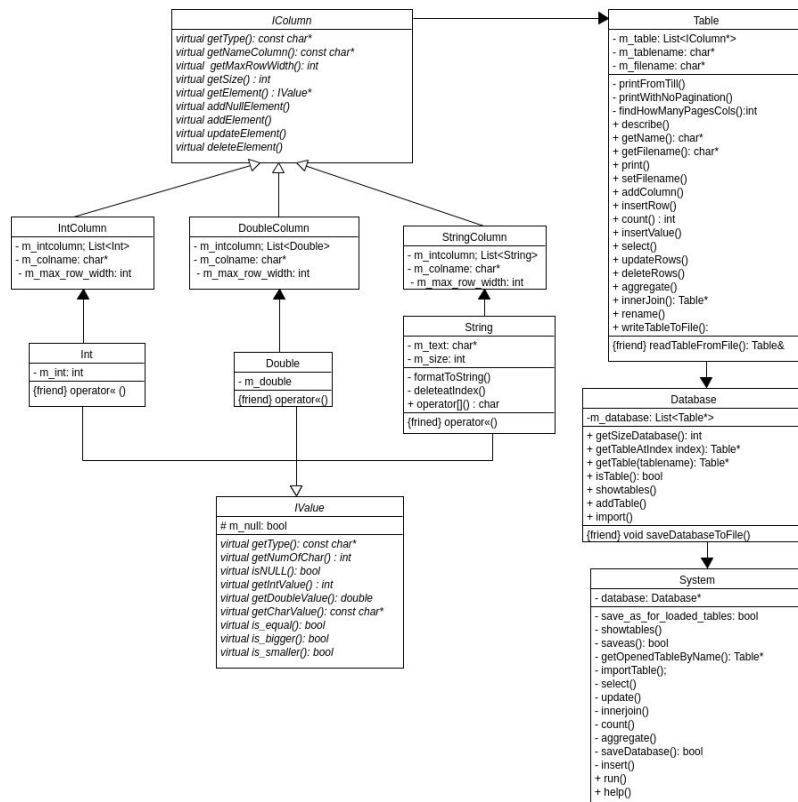 IColumn
virtual getType(): const char*
virtual getNameColumn(): const char*
virtual getMaxRowWidth(): int
virtual getSize() : int
virtual getElement() : IValue*
virtual addNullElement()
virtual addElement()
virtual updateElement()
virtual deleteElement()
Table
- m_table: List<IColumn*>
- m_tablename: char*
- m_filename: char*
- printFromTill()
- printWithNoPagination()
- findHowManyPagesCols():int
+ describe()
+ getName(): char*
+ getFilename(): char*
+ print()
+ setFilename()
+ addColumn()
+ insertRow()
+ count() : int
+ insertValue()
+ select()
+ updateRows()
+ deleteRows()
+ aggregate()
+ innerJoin(): Table*
+ rename()
+ writeTableToFile():
{friend} readTableFromFile(): Table&
IntColumn
- m_intcolumn; List<Int>
- m_colname: char*
- m_max_row_width: int
DoubleColumn
- m_intcolumn; List<Double>
- m_colname: char*
- m_max_row_width: int
StringColumn
- m_intcolumn; List<String>
- m_colname: char*
- m_max_row_width: int
Int
- m_int: int
{friend} operator« ()
Double
- m_double
{friend} operator«()
String
- m_text: char*
- m_size: int
- formatToString()
- deleteatIndex()
+ operator[]() : char
{frined} operator«()
IValue
# m_null: bool
virtual getType(): const char*
virtual getNumOfChar() : int
virtual isNULL(): bool
virtual getIntValue() : int
virtual getDoubleValue(): double
virtual getCharValue(): const char*
virtual is_equal(): bool
virtual is_bigger(): bool
virtual is_smaller(): bool
Database
-m_database: List<Table*>
+ getSizeDatabase(): int
+ getTableAtIndex index): Table*
+ getTable(tablename): Table*
+ isTable(): bool
+ showtables()
+ addTable()
+ import()
{friend} void saveDatabaseToFile()
System
- database: Database*
- save_as_for_loaded_tables: bool
- showtables()
- saveas(): bool
- getOpenedTableByName(): Table*
- importTable();
- select()
- update()
- innerjoin()
- count()
- aggregate()
- saveDatabase(): bool
- insert()
+ run()
+ help()